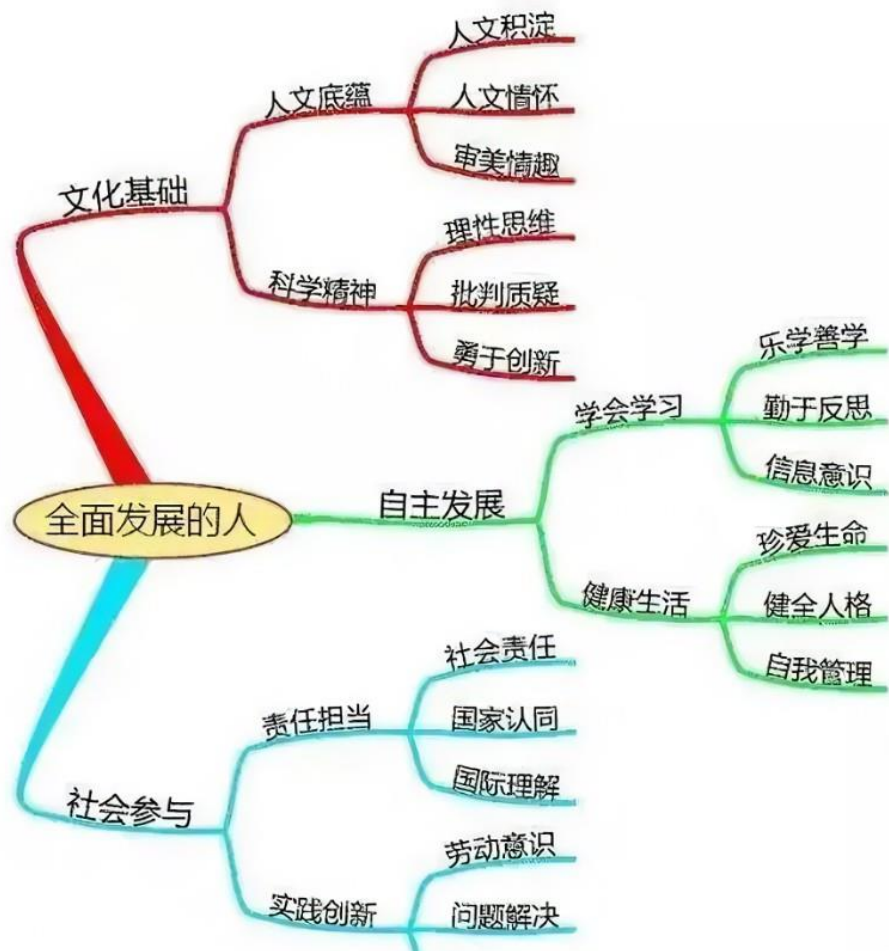 全面发展的人
文化基础
人文底蕴
人文积淀
人文情怀
审美情趣
科学精神
理性思维
批判质疑
勇于创新
自主发展
学会学习
乐学善学
勤于反思
信息意识
健康生活
珍爱生命
健全人格
自我管理
社会参与
责任担当
社会责任
国家认同
国际理解
实践创新
劳动意识
问题解决